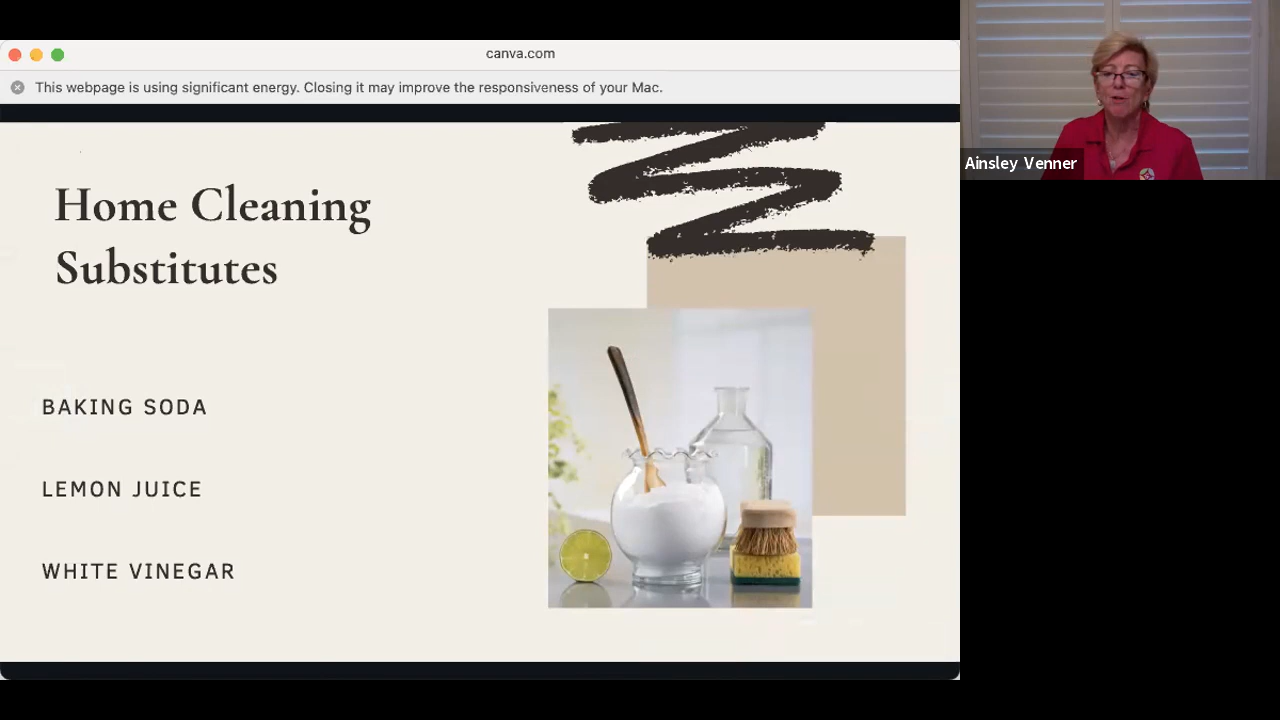 canva.com
This webpage is using significant energy. Closing it may improve the responsiveness of your Mac.
Home Cleaning
Substitutes
BAKING SODA
LEMON JUICE
WHITE VINEGAR
Ainsley Venner